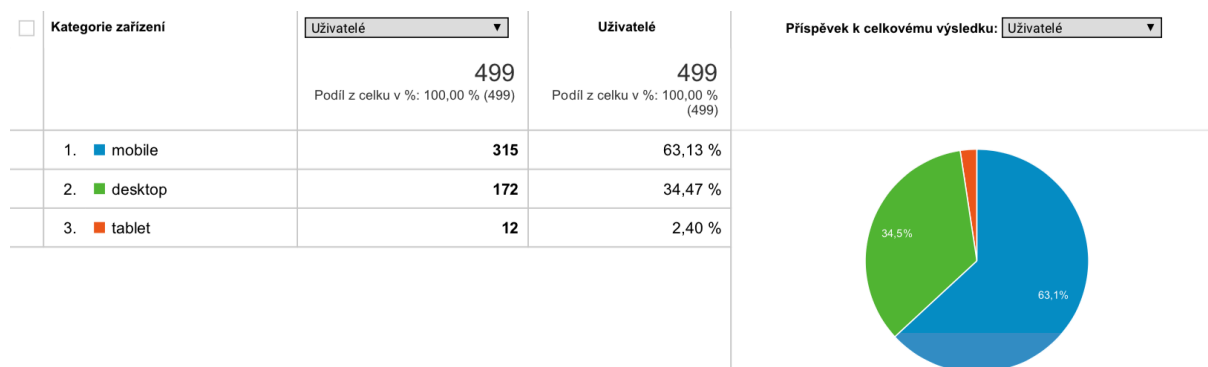 Kategorie zařízení
Uživatelé ▼
Uživatelé
Příspěvek k celkovému výsledku: Uživatelé ▼
499
Podíl z celku v %: 100,00 % (499)
499
Podíl z celku v %: 100,00 %
(499)
1. mobile 315 63,13 %
2. desktop 172 34,47 %
3. tablet 12 2,40 %
34,5%
63,1%